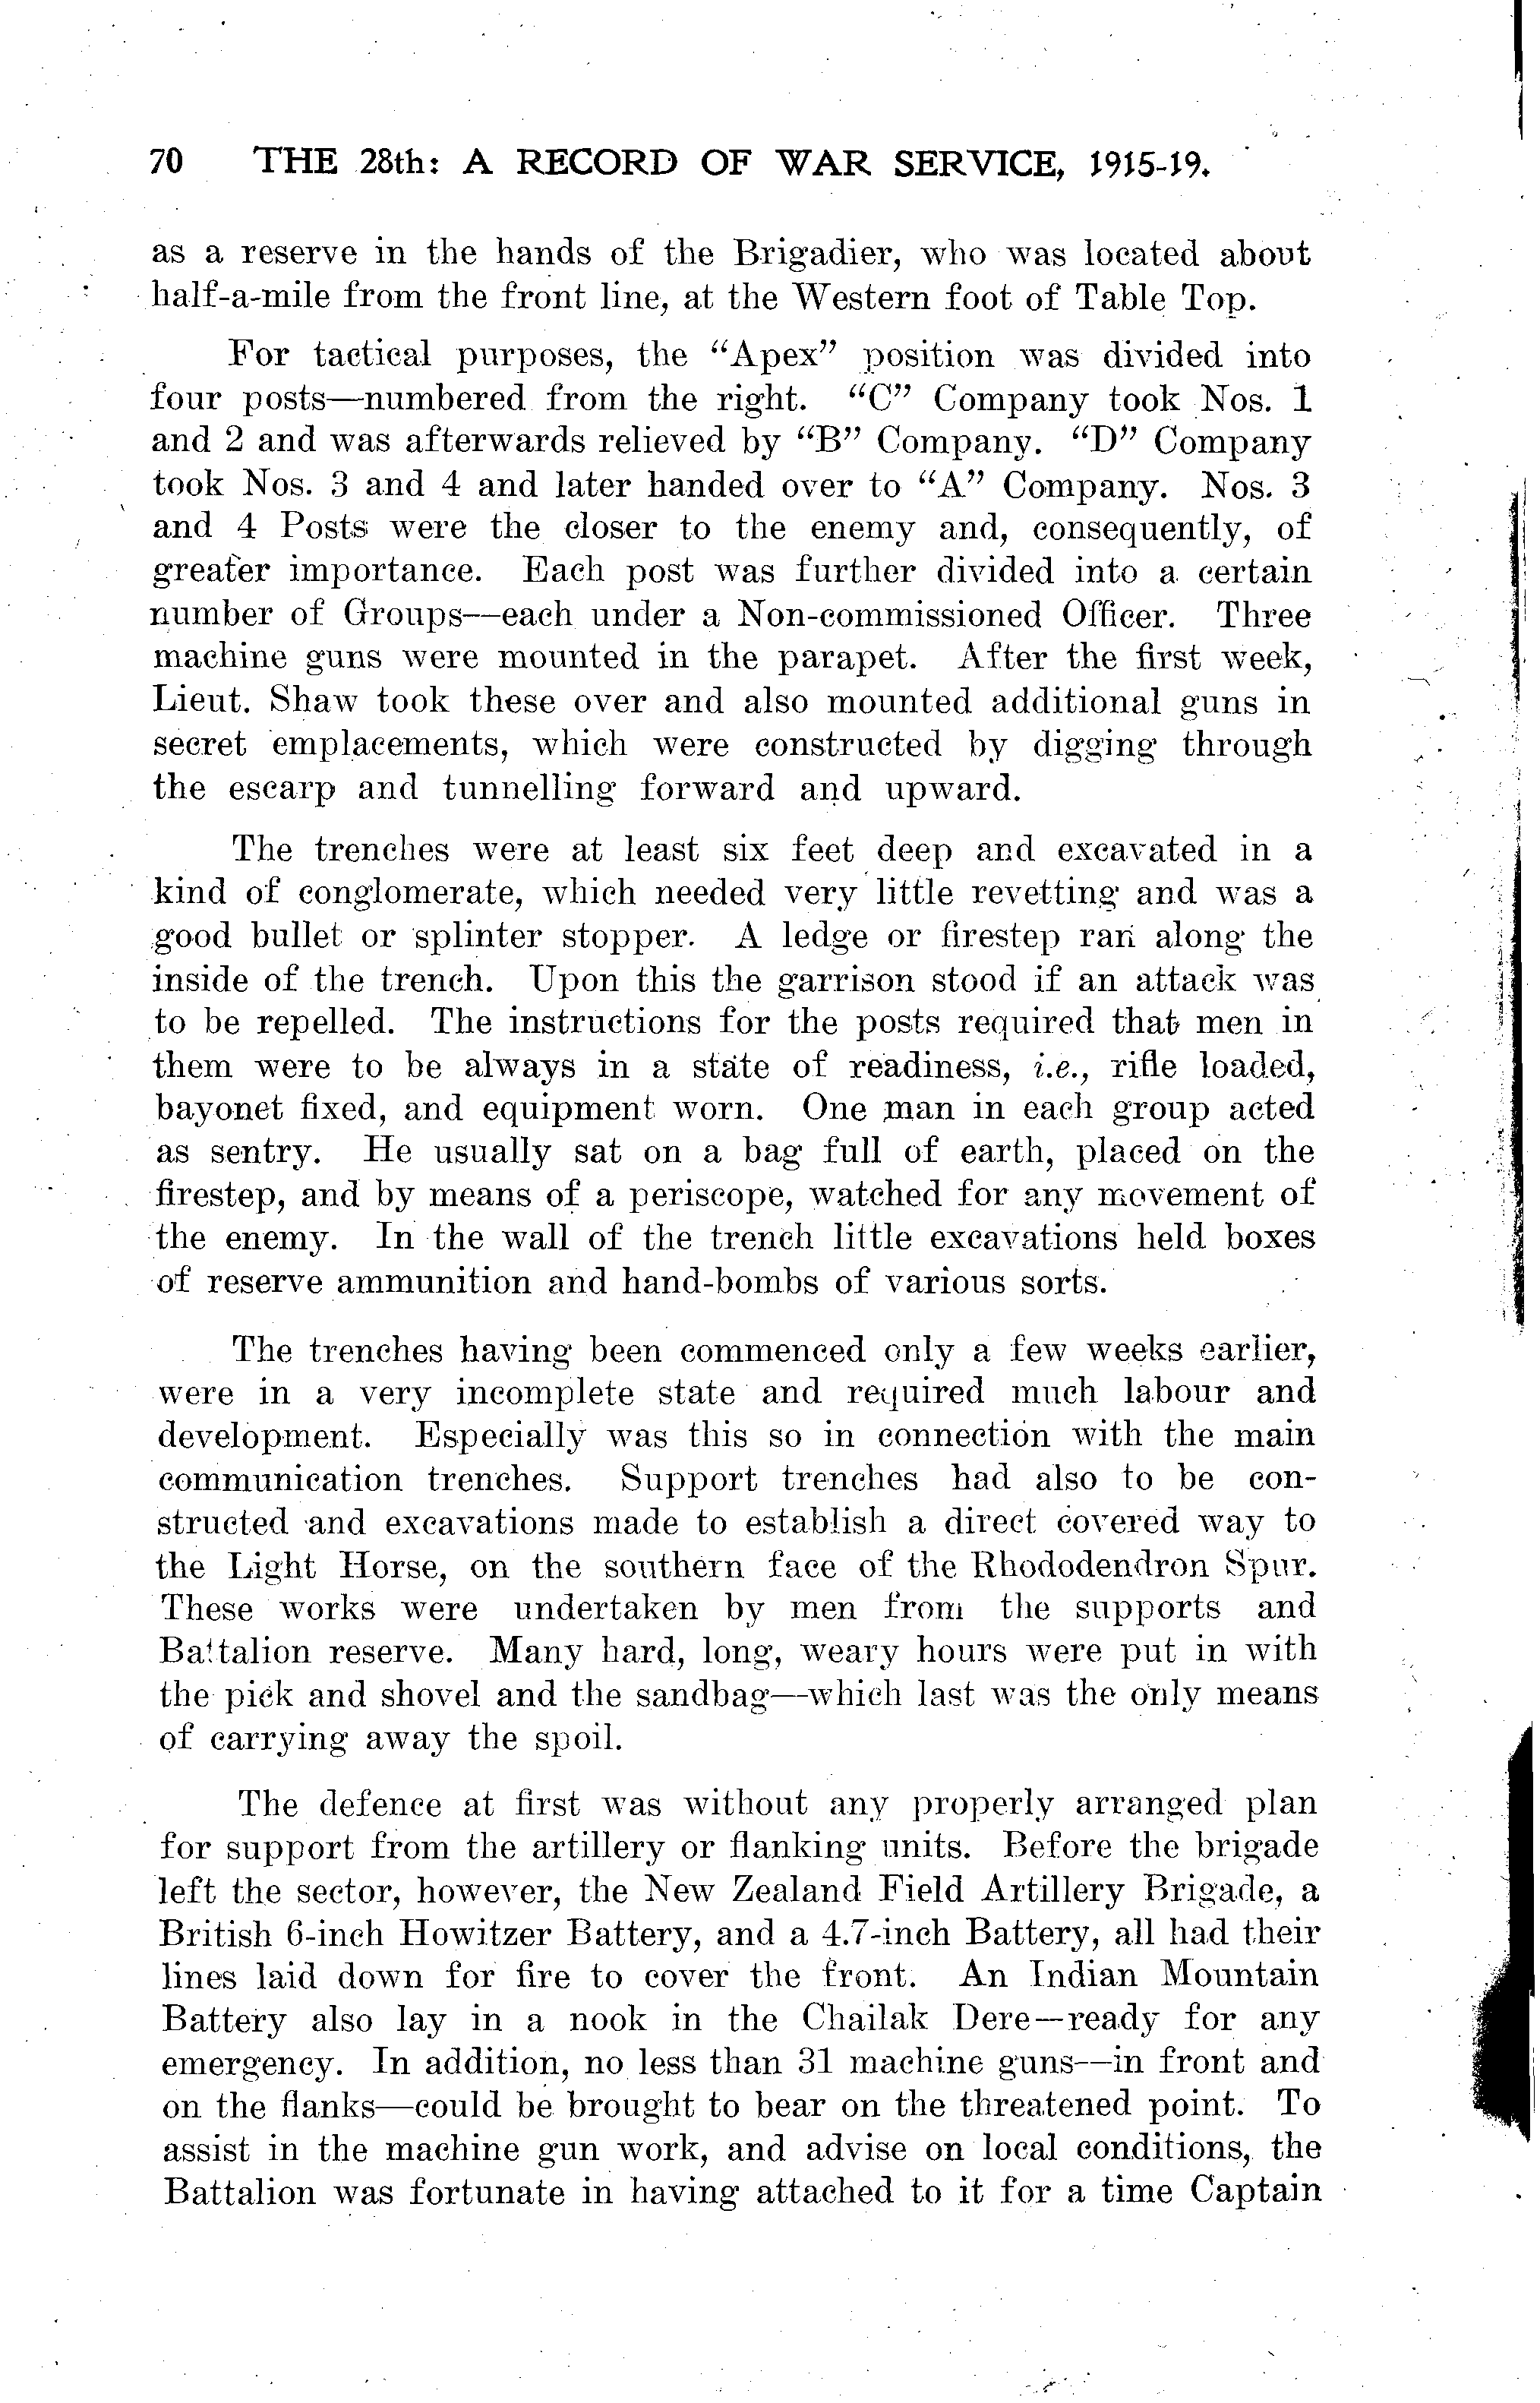 70 THE 28th: A RECORD OF WAR SERVICE, 1915-19.
as a reserve in the hands of the Brigadier, who was located about
half-a-mile from the front line, at the Western foot of Table Top.
For tactical purposes, the “Apex” position was divided into
four posts—numbered from the right. “C” Company took Nos. 1
and 2 and was afterwards relieved by “B” Company. “D” Company
took Nos. 3 and 4 and later handed over to “A” Company. Nos. 3
and 4 Posts were the closer to the enemy and, consequently, of
greater importance. Each post was further divided into a certain
number of Groups—each under a Non-commissioned Officer. Three
machine guns were mounted in the parapet. After the first week,
Lieut. Shaw took these over and also mounted additional guns in
secret emplacements, which were constructed by digging through
the escarp and tunnelling forward and upward.
The trenches were at least six feet deep and excavated in a
kind of conglomerate, which needed very little revetting and was a
good bullet or splinter stopper. A ledge or firestep ran along the
inside of the trench. Upon this the garrison stood if an attack was
to be repelled. The instructions for the posts required that men in
them were to be always in a state of readiness, i.e., rifle loaded,
bayonet fixed, and equipment worn. One man in each group acted
as sentry. He usually sat on a bag full of earth, placed on the
firestep, and by means of a periscope, watched for any movement of
the enemy. In the wall of the trench little excavations held boxes
of reserve ammunition and hand-bombs of various sorts.
The trenches having been commenced only a few weeks earlier,
were in a very incomplete state and required much labour and
development. Especially was this so in connection with the main
communication trenches. Support trenches had also to be con-
structed and excavations made to establish a direct covered way to
the Light Horse, on the southern face of the Rhododendron Spur.
These works were undertaken by men from the supports and
Battalion reserve. Many hard, long, weary hours were put in with
the pick and shovel and the sandbag—which last was the only means
of carrying away the spoil.
The defence at first was without any properly arranged plan
for support from the artillery or flanking units. Before the brigade
left the sector, however, the New Zealand Field Artillery Brigade, a
British 6-inch Howitzer Battery, and a 4.7-inch Battery, all had their
lines laid down for fire to cover the front. An Indian Mountain
Battery also lay in a nook in the Chailak Dere—ready for any
emergency. In addition, no less than 31 machine guns—in front and
on the flanks—could be brought to bear on the threatened point. To
assist in the machine gun work, and advise on local conditions, the
Battalion was fortunate in having attached to it for a time Captain